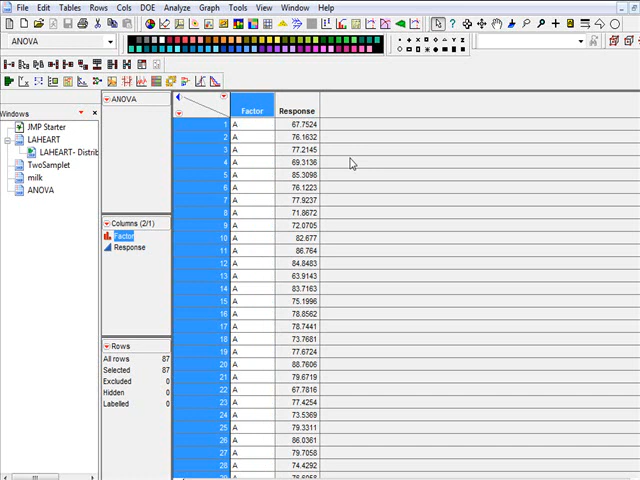 File Edit Tables Rows Cols DOE Analyze Graph Tools View Window Help
ANOVA
Windows
JMP Starter
LAHEART
LAHEART- Distrib
TwoSamplet
milk
ANOVA
ANOVA
Columns (2/1)
Factor
Response
Rows
All rows 87
Selected 87
Excluded 0
Hidden 0
Labelled 0
Factor Response
1 A 67.7524
2 A 76.1632
3 A 77.2145
4 A 69.3136
5 A 85.3098
6 A 76.1223
7 A 77.9237
8 A 71.8672
9 A 72.0705
10 A 82.677
11 A 86.764
12 A 84.8483
13 A 63.9143
14 A 83.7163
15 A 75.1996
16 A 78.8562
17 A 78.7441
18 A 73.7681
19 A 77.6724
20 A 88.7606
21 A 79.6719
22 A 67.7816
23 A 77.4254
24 A 73.5369
25 A 79.3311
26 A 86.0361
27 A 79.7058
28 A 74.4292